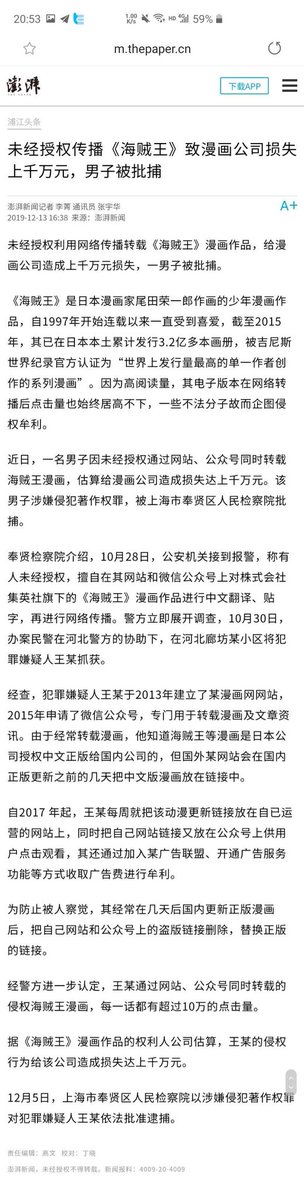 20:53
1.00
K/s
HD
4G
59%
m.thepaper.cn
澎湃
下载APP
浦江头条
未经授权传播《海贼王》致漫画公司损失
上千万元，男子被批捕
澎湃新闻记者 李菁 通讯员 张宇华
2019-12-13 16:38 来源：澎湃新闻
A+
未经授权利用网络传播转载《海贼王》漫画作品，给漫
画公司造成上千万元损失，一男子被批捕。
《海贼王》是日本漫画家尾田荣一郎作画的少年漫画作
品，自1997年开始连载以来一直受到喜爱，截至2015
年，其已在日本本土累计发行3.2亿多本画册，被吉尼斯
世界纪录官方认证为“世界上发行量最高的单一作者创
作的系列漫画”。因为高阅读量，其电子版本在网络转
播后点击量也始终居高不下，一些不法分子故而企图侵
权牟利。
近日，一名男子因未经授权通过网站、公众号同时转载
海贼王漫画，估算给漫画公司造成损失达上千万元。该
男子涉嫌侵犯著作权罪，被上海市奉贤区人民检察院批
捕。
奉贤检察院介绍，10月28日，公安机关接到报警，称有
人未经授权，擅自在其网站和微信公众号上对株式会社
集英社旗下的《海贼王》漫画作品进行中文翻译、贴
字，再进行网络传播。警方立即展开调查，10月30日，
办案民警在河北警方的协助下，在河北廊坊某小区将犯
罪嫌疑人王某抓获。
经查，犯罪嫌疑人王某于2013年建立了某漫画网网站，
2015年申请了微信公众号，专门用于转载漫画及文章资
讯。由于经常转载漫画，他知道海贼王等漫画是日本公
司授权中文正版给国内公司的，但国外某网站会在国内
正版更新之前的几天把中文版漫画放在链接中。
自2017 年起，王某每周就把该动漫更新链接放在自已运
营的网站上，同时把自己网站链接又放在公众号上供用
户点击观看，其还通过加入某广告联盟、开通广告服务
功能等方式收取广告费进行牟利。
为防止被人察觉，其经常在几天后国内更新正版漫画
后，把自己网站和公众号上的盗版链接删除，替换正版
的链接。
经警方进一步认定，王某通过网站、公众号同时转载的
侵权海贼王漫画，每一话都有超过10万的点击量。
据《海贼王》漫画作品的权利人公司估算，王某的侵权
行为给该公司造成损失达上千万元。
12月5日，上海市奉贤区人民检察院以涉嫌侵犯著作权罪
对犯罪嫌疑人王某依法批准逮捕。
责任编辑：高文 校对：丁晓
澎湃新闻，未经授权不得转载。新闻报料：4009-20-4009